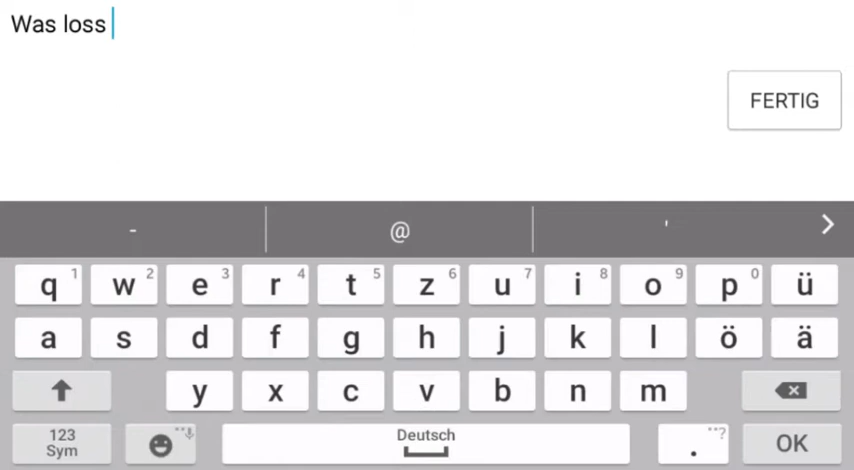 Was loss
FERTIG
- @ '
q 1 w 2 e 3 r 4 t 5 z 6 u 7 i 8 o 9 p 0 ü
a s d f g h j k l ö ä
y x c v b n m
123 Sym Deutsch . ? OK